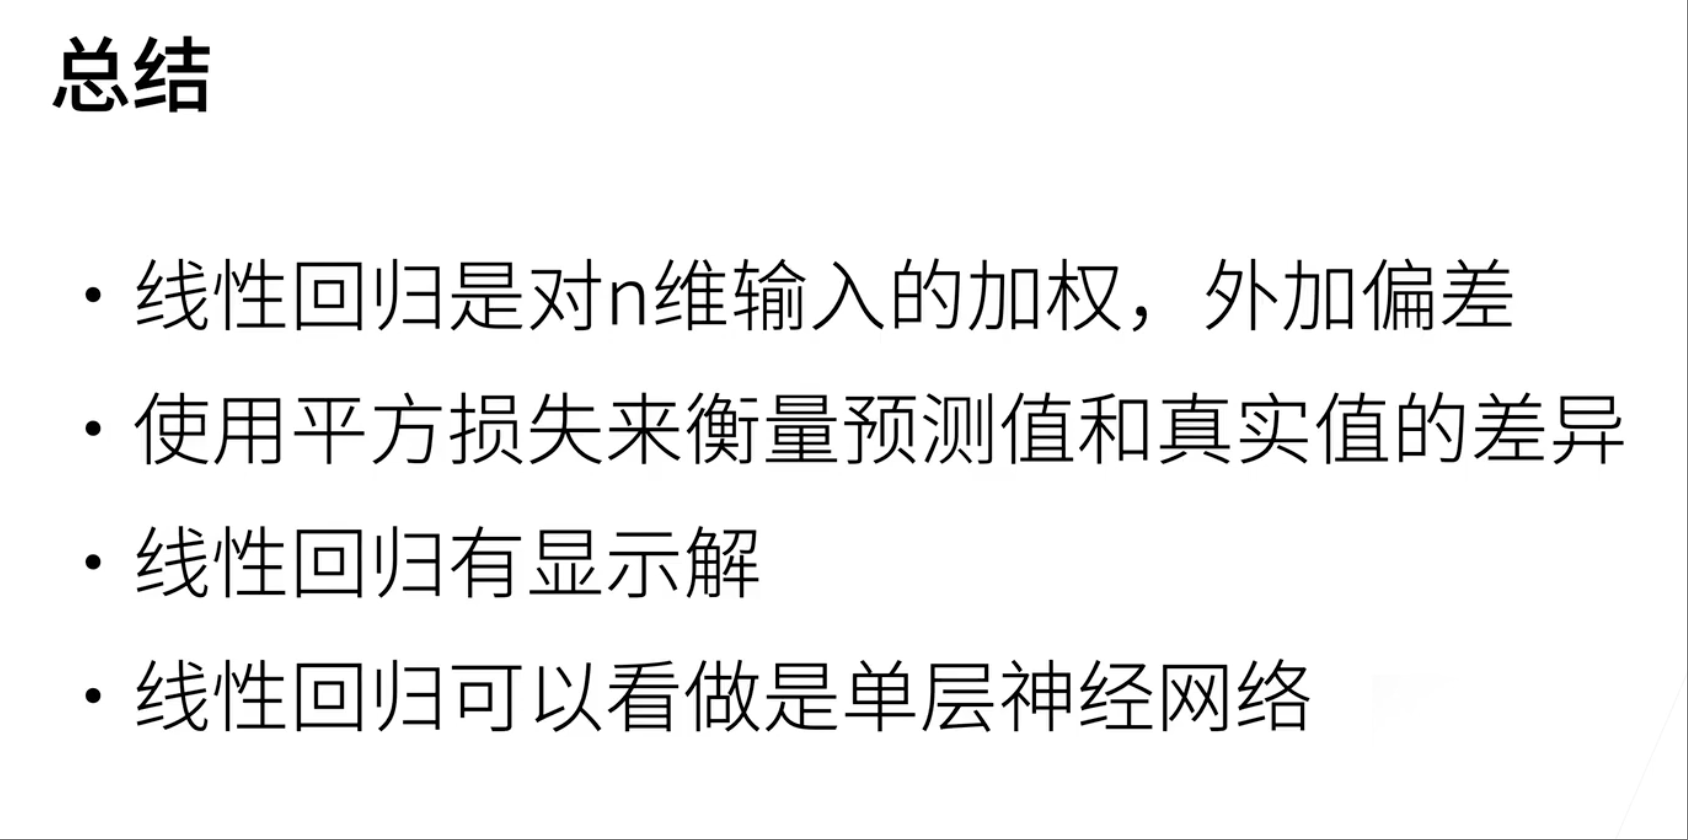 总结
• 线性回归是对n维输入的加权，外加偏差
• 使用平方损失来衡量预测值和真实值的差异
• 线性回归有显示解
• 线性回归可以看做是单层神经网络